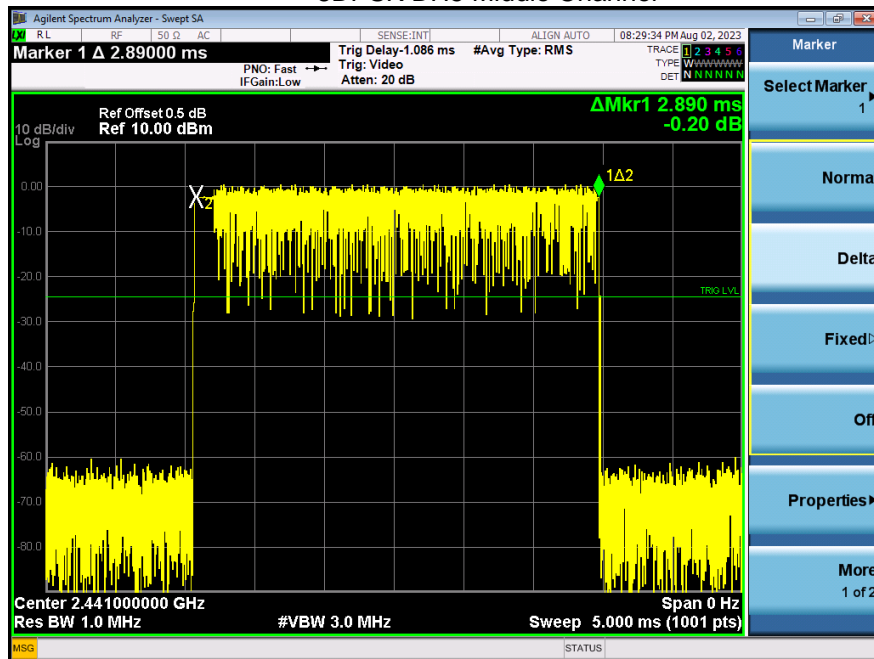 Agilent Spectrum Analyzer - Swept SA
LXI RL RF 50 Ω AC SENSE:INT ALIGN AUTO 08:29:34 PM Aug 02, 2023
Marker 1 Δ 2.89000 ms
PNO: Fast
IFGain:Low
Trig Delay-1.086 ms
Trig: Video
Atten: 20 dB
#Avg Type: RMS
TRACE 1 2 3 4 5 6
TYPE WWWWWW
DET N N N N N N
Ref Offset 0.5 dB
Ref 10.00 dBm
10 dB/div
Log
ΔMkr1 2.890 ms
-0.20 dB
0.00
-10.0
-20.0
-30.0
-40.0
-50.0
-60.0
-70.0
-80.0
2
1Δ2
TRIG LVL
Center 2.441000000 GHz
Span 0 Hz
Res BW 1.0 MHz
#VBW 3.0 MHz
Sweep 5.000 ms (1001 pts)
MSG
STATUS
Marker
Select Marker
1
Norma
Delta
Fixed
Off
Properties
More
1 of 2